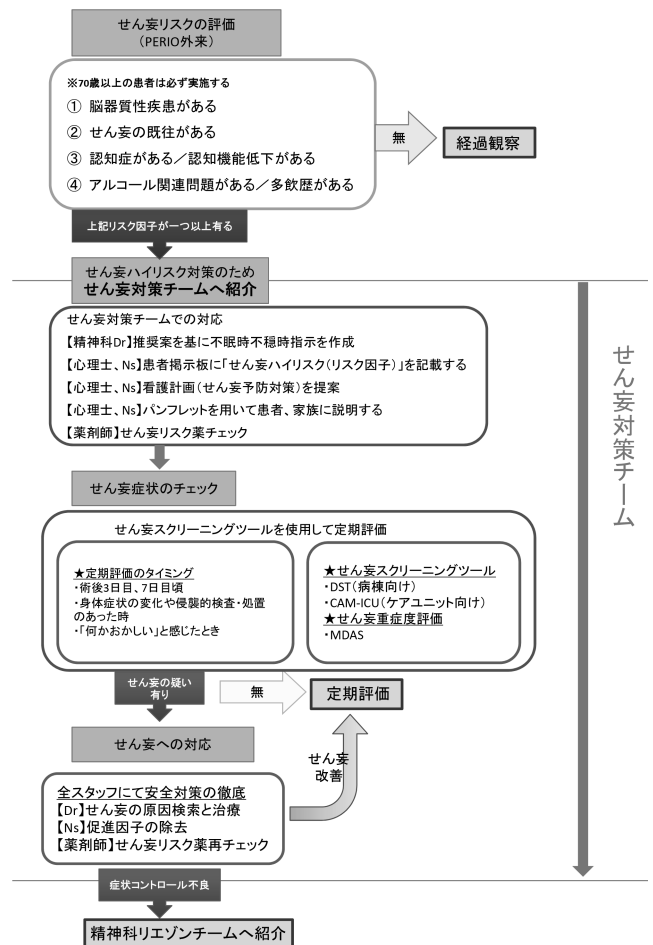 せん妄リスクの評価
(PERIO外来)
※70歳以上の患者は必ず実施する
① 脳器質性疾患がある
② せん妄の既往がある
③ 認知症がある／認知機能低下がある
④ アルコール関連問題がある／多飲歴がある
無
経過観察
上記リスク因子が一つ以上有る
せん妄ハイリスク対策のため
せん妄対策チームへ紹介
せん妄対策チームでの対応
【精神科Dr】推奨案を基に不眠時不穏時指示を作成
【心理士、Ns】患者掲示板に「せん妄ハイリスク(リスク因子)」を記載する
【心理士、Ns】看護計画(せん妄予防対策)を提案
【心理士、Ns】パンフレットを用いて患者、家族に説明する
【薬剤師】せん妄リスク薬チェック
せん妄対策チーム
せん妄症状のチェック
せん妄スクリーニングツールを使用して定期評価
★定期評価のタイミング
・術後3日目、7日目頃
・身体症状の変化や侵襲的検査・処置
のあった時
・「何かおかしい」と感じたとき
★せん妄スクリーニングツール
・DST(病棟向け)
・CAM-ICU(ケアユニット向け)
★せん妄重症度評価
・MDAS
せん妄の疑い
有り
無
定期評価
せん妄への対応
せん妄
改善
全スタッフにて安全対策の徹底
【Dr】せん妄の原因検索と治療
【Ns】促進因子の除去
【薬剤師】せん妄リスク薬再チェック
症状コントロール不良
精神科リエゾンチームへ紹介